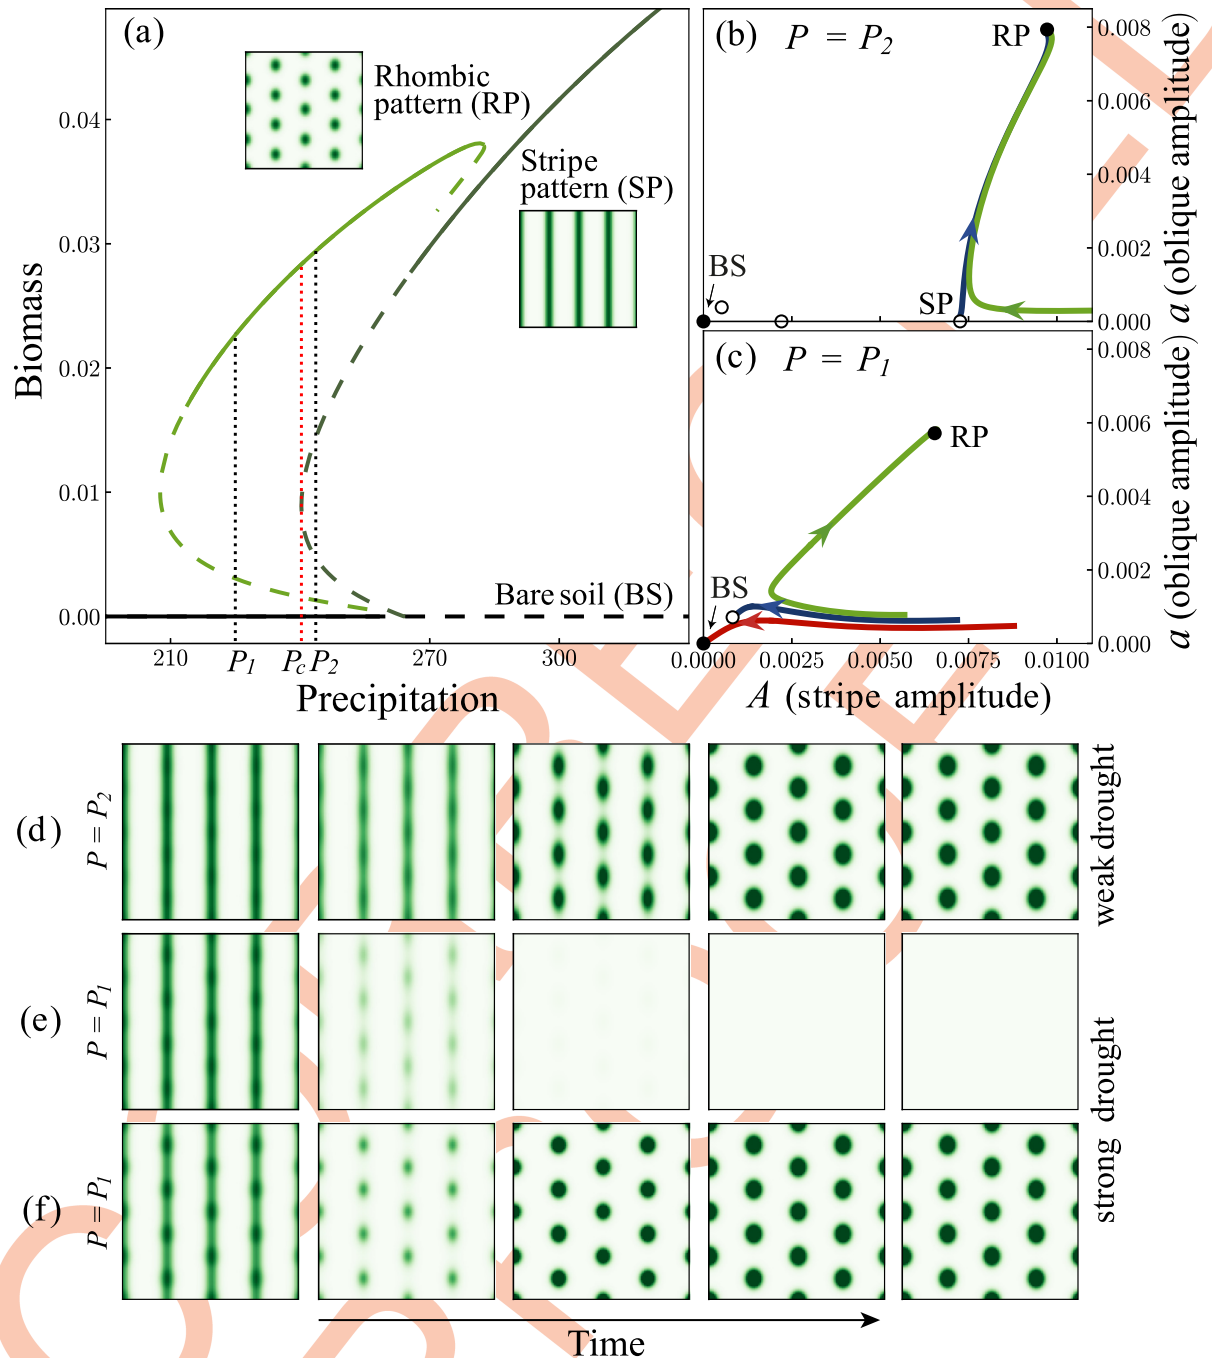 (a)
Rhombic
pattern (RP)
Stripe
pattern (SP)
Bare soil (BS)
Biomass
0.04
0.03
0.02
0.01
0.00
210
P1
Pc
P2
270
300
Precipitation
(b)
P = P2
RP
BS
SP
0.008
0.006
0.004
0.002
0.000
a (oblique amplitude)
(c)
P = P1
RP
BS
0.008
0.006
0.004
0.002
0.000
a (oblique amplitude)
0.0000
0.0025
0.0050
0.0075
0.0100
A (stripe amplitude)
(d)
P = P2
weak drought
(e)
P = P1
(f)
P = P1
strong drought
Time